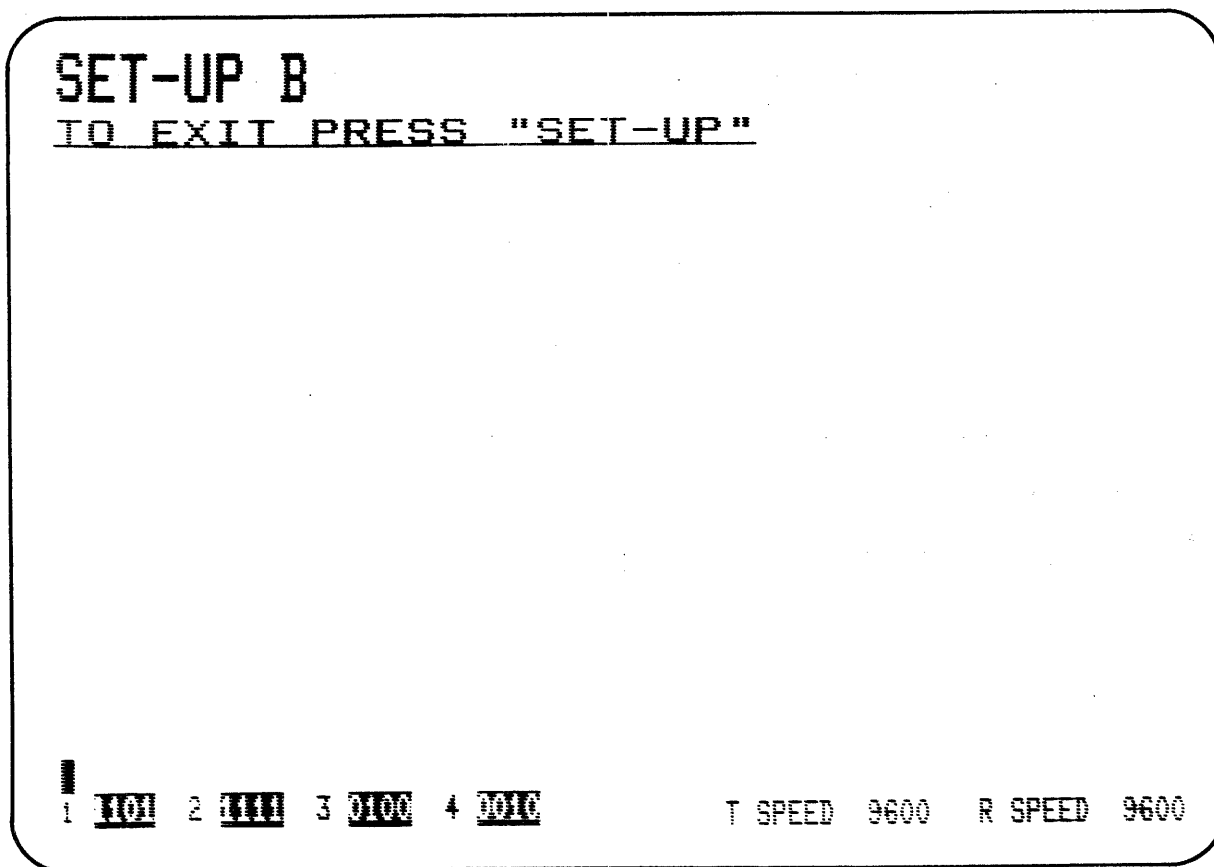 SET-UP B
TO EXIT PRESS "SET-UP"
1 1101 2 1111 3 0100 4 0010 T SPEED 9600 R SPEED 9600